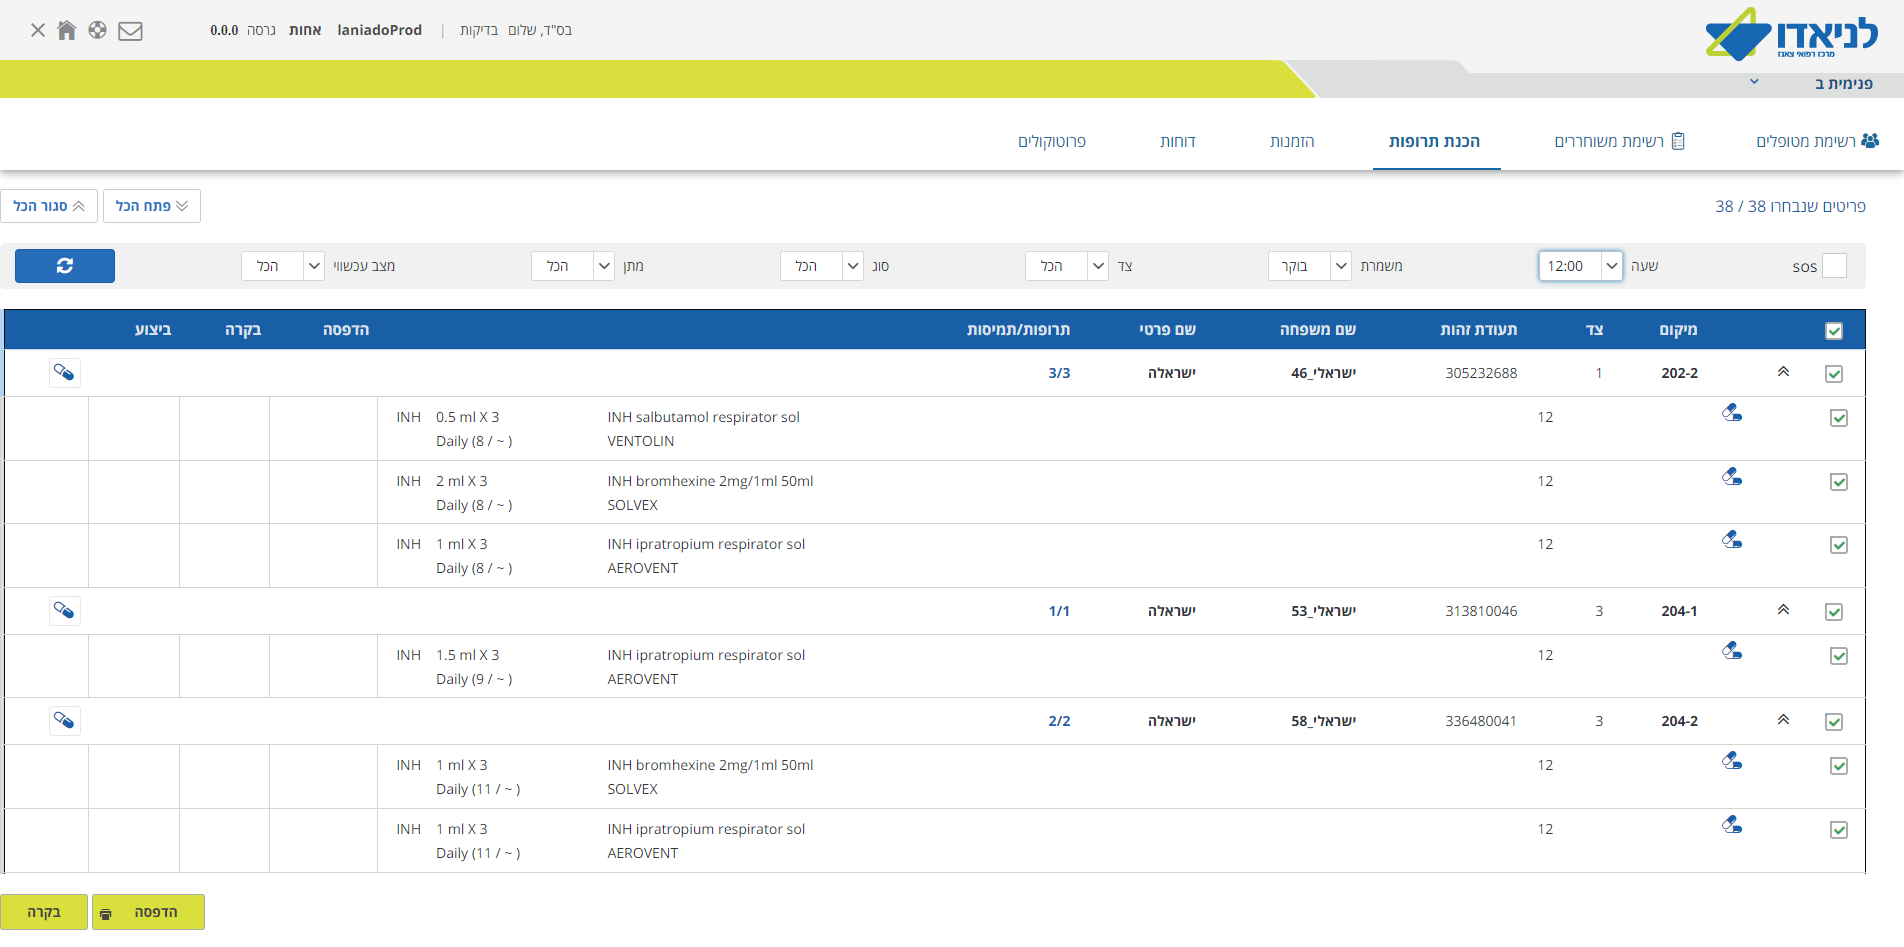 לניאדו
מרכז רפואי צאנז
בס"ד, שלום בדיקות | laniadoProd אחות גרסה 0.0.0
פנימית ב
רשימת מטופלים רשימת משוחררים הכנת תרופות הזמנות דוחות פרוטוקולים
פריטים שנבחרו 38 / 38 פתח הכל סגור הכל
sos שעה 12:00 משמרת בוקר צד הכל סוג הכל מתן הכל מצב עכשווי הכל
מיקום צד תעודת זהות שם משפחה שם פרטי תרופות/תמיסות הדפסה בקרה ביצוע
202-2 1 305232688 ישראלי_46 ישראלה 3/3
12 INH salbutamol respirator sol 0.5 ml X 3 INH
VENTOLIN Daily (8 / ~ )
12 INH bromhexine 2mg/1ml 50ml 2 ml X 3 INH
SOLVEX Daily (8 / ~ )
12 INH ipratropium respirator sol 1 ml X 3 INH
AEROVENT Daily (8 / ~ )
204-1 3 313810046 ישראלי_53 ישראלה 1/1
12 INH ipratropium respirator sol 1.5 ml X 3 INH
AEROVENT Daily (9 / ~ )
204-2 3 336480041 ישראלי_58 ישראלה 2/2
12 INH bromhexine 2mg/1ml 50ml 1 ml X 3 INH
SOLVEX Daily (11 / ~ )
12 INH ipratropium respirator sol 1 ml X 3 INH
AEROVENT Daily (11 / ~ )
הדפסה בקרה